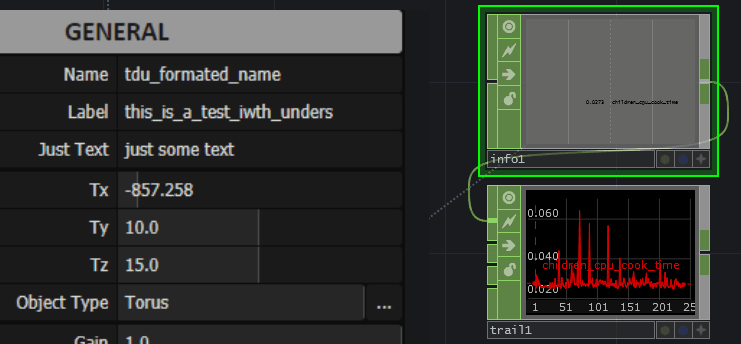 GENERAL
Name tdu_formated_name
Label this_is_a_test_iwth_unders
Just Text just some text
Tx -857.258
Ty 10.0
Tz 15.0
Object Type Torus ...
Gain 1.0
0.0273 children_cpu_cook_time
info1
0.060
0.040
children_cpu_cook_time
0.020
1 51 101 151 201 25
trail1